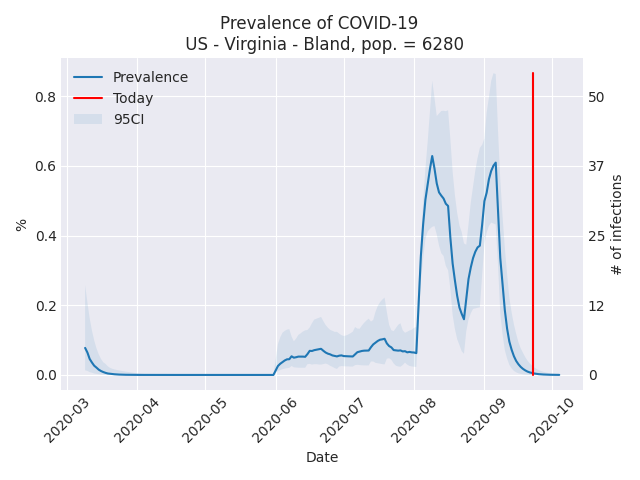 Prevalence of COVID-19
US - Virginia - Bland, pop. = 6280
Prevalence
Today
95CI
%
0.8
0.6
0.4
0.2
0.0
50
37
25
12
0
# of infections
2020-03
2020-04
2020-05
2020-06
2020-07
2020-08
2020-09
2020-10
Date